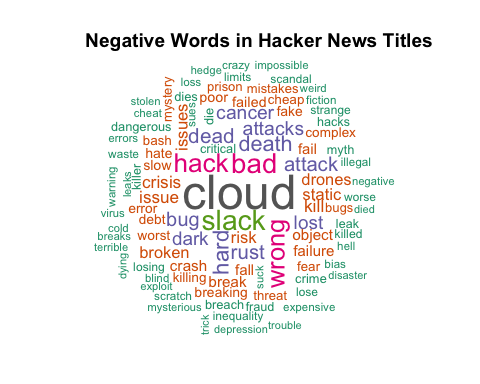 Negative Words in Hacker News Titles
crazy impossible
hedge limits scandal
loss prison mistakes weird
mystery dies poor failed cheap fiction
stolen sues die cancer fake strange
cheat issues attacks hacks
dangerous dead death complex
errors bash critical fail myth
waste hate hack bad attack illegal
slow killer leaks
warning crisis cloud drones negative
issue static worse
virus error slack kill bugs died
cold debt bug lost leak
breaks worst dark hard risk wrong object killed
terrible broken rust failure hell
dying losing crash fall suck fear bias
blind killing break crime disaster
exploit breaking threat lose
scratch breach fraud expensive
mysterious inequality
trick depression trouble